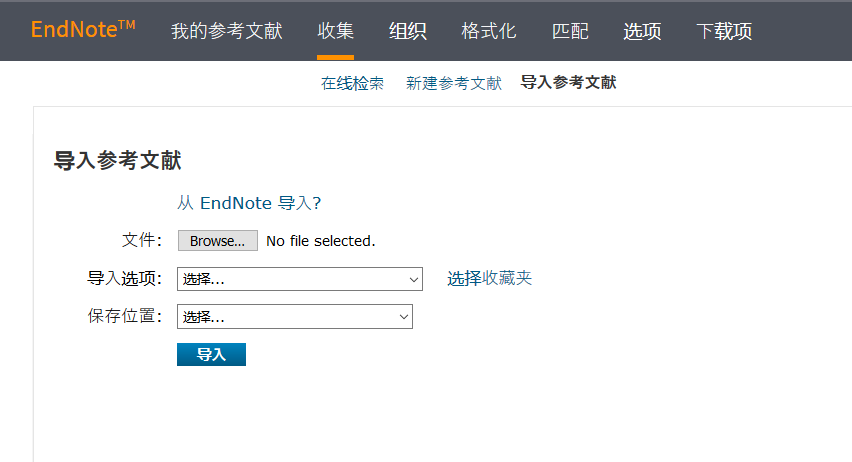 EndNote™ 我的参考文献 收集 组织 格式化 匹配 选项 下载项
在线检索 新建参考文献 导入参考文献
导入参考文献
从 EndNote 导入?
文件: Browse... No file selected.
导入选项: 选择... 选择收藏夹
保存位置: 选择...
导入